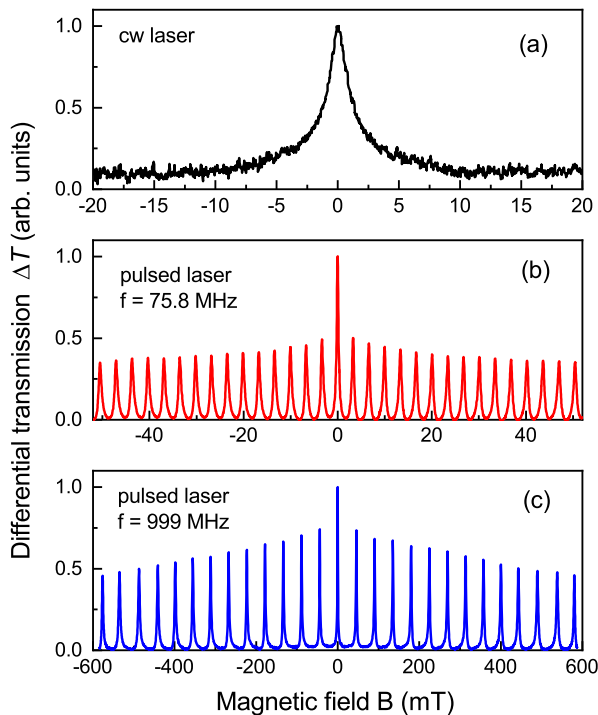 Differential transmission ΔT (arb. units)
1.0
0.5
1.0
cw laser
(a)
-20 -15 -10 -5 0 5 10 15 20
1.0
0.5
0.0
pulsed laser
f = 75.8 MHz
(b)
-40 -20 0 20 40
1.0
0.5
0.0
pulsed laser
f = 999 MHz
(c)
-600 -400 -200 0 200 400 600
Magnetic field B (mT)